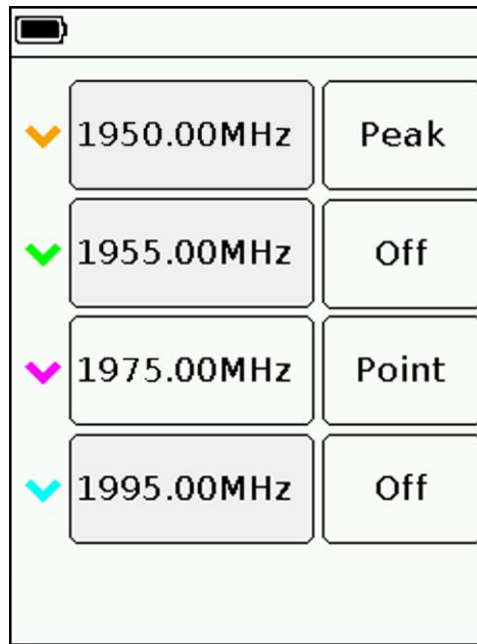 1950.00MHz Peak
1955.00MHz Off
1975.00MHz Point
1995.00MHz Off